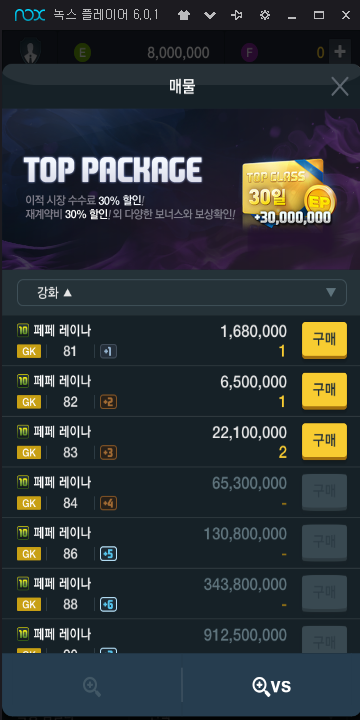 nox 녹스 플레이어 6.0.1
E 8,000,000 F 0 +
매물
TOP PACKAGE
이적 시장 수수료 30% 할인!
재계약비 30% 할인! 외 다양한 보너스와 보상확인!
TOP CLASS
30일
EP
+30,000,000
강화 ▲
10 페페 레이나 1,680,000 구매
GK 81 +1 1
10 페페 레이나 6,500,000 구매
GK 82 +2 1
10 페페 레이나 22,100,000 구매
GK 83 +3 2
10 페페 레이나 65,300,000 구매
GK 84 +4 -
10 페페 레이나 130,800,000 구매
GK 86 +5 -
10 페페 레이나 343,800,000 구매
GK 88 +6 -
10 페페 레이나 912,500,000 구매
GK
VS